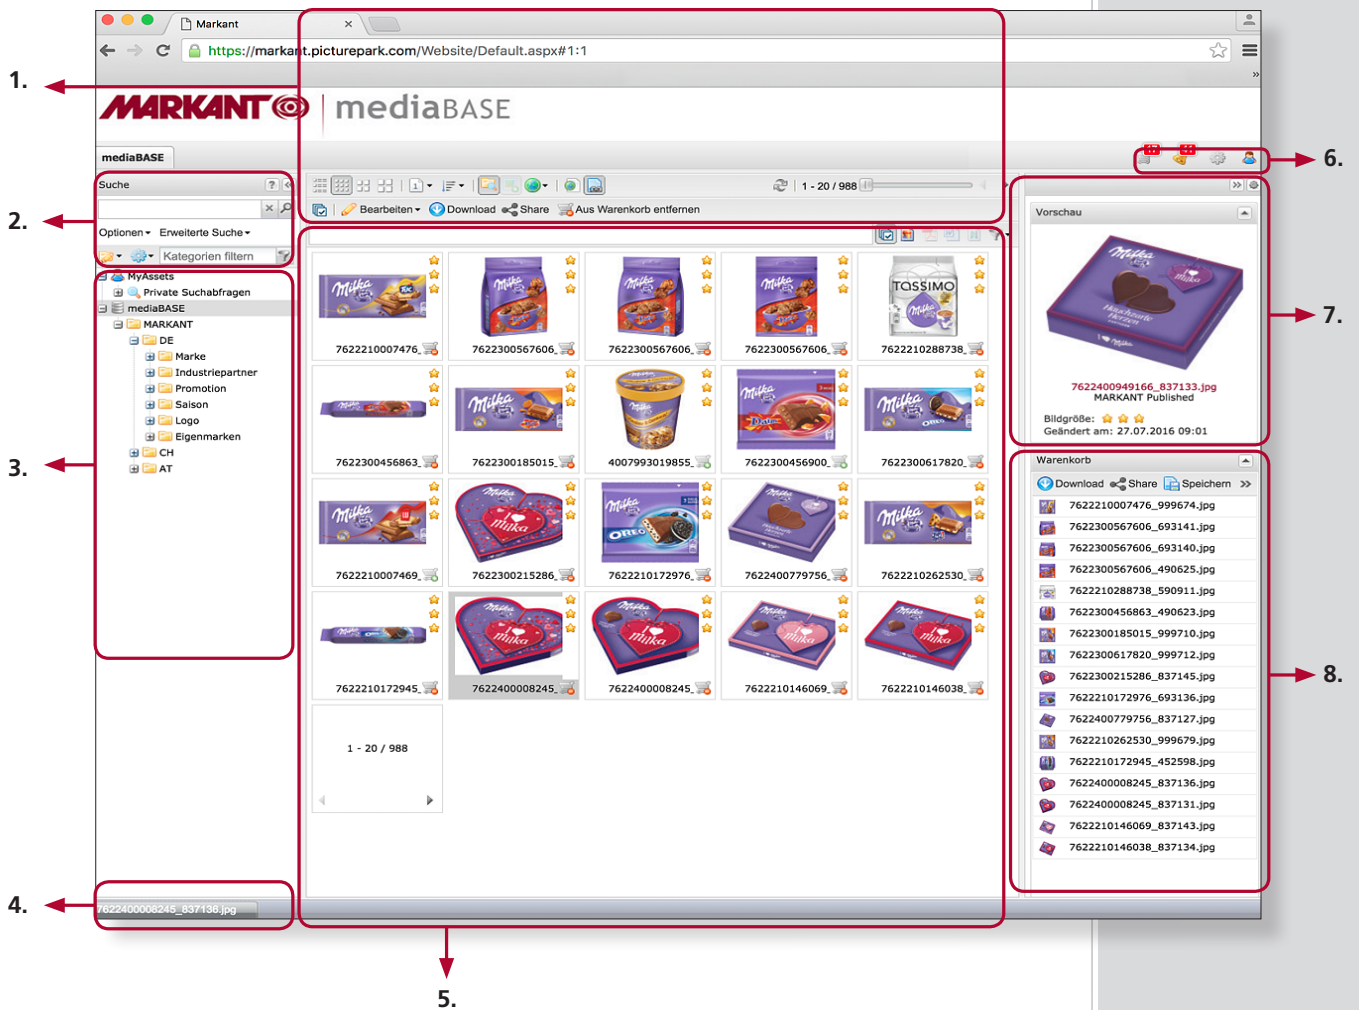 Markant
https://markant.picturepark.com/Website/Default.aspx#1:1
1.
MARKANT mediaBASE
mediaBASE
6.
Suche ?
1 - 20 / 988
2.
Bearbeiten Download Share Aus Warenkorb entfernen
Optionen Erweiterte Suche
Kategorien filtern
MyAssets
Private Suchabfragen
mediaBASE
MARKANT
DE
Marke
Industriepartner
Promotion
Saison
Logo
Eigenmarken
CH
AT
3.
7622210007476_ 7622300567606_ 7622300567606_ 7622300567606_ 7622210288738_
7622300456863_ 7622300185015_ 4007993019855_ 7622300456900_ 7622300617820_
7622210007469_ 7622300215286_ 7622210172976_ 7622400779756_ 7622210262530_
7622210172945_ 7622400008245_ 7622400008245_ 7622210146069_ 7622210146038_
1 - 20 / 988
4.
7622400008245_837136.jpg
5.
Vorschau
Milka
Hauchzarte
Herzen
I Milka
7622400949166_837133.jpg
MARKANT Published
Bildgröße:
Geändert am: 27.07.2016 09:01
7.
Warenkorb
Download Share Speichern
7622210007476_999674.jpg
7622300567606_693141.jpg
7622300567606_693140.jpg
7622300567606_490625.jpg
7622210288738_590911.jpg
7622300456863_490623.jpg
7622300185015_999710.jpg
7622300617820_999712.jpg
7622300215286_837145.jpg
7622210172976_693136.jpg
7622400779756_837127.jpg
7622210262530_999679.jpg
7622210172945_452598.jpg
7622400008245_837136.jpg
7622400008245_837131.jpg
7622210146069_837143.jpg
7622210146038_837134.jpg
8.